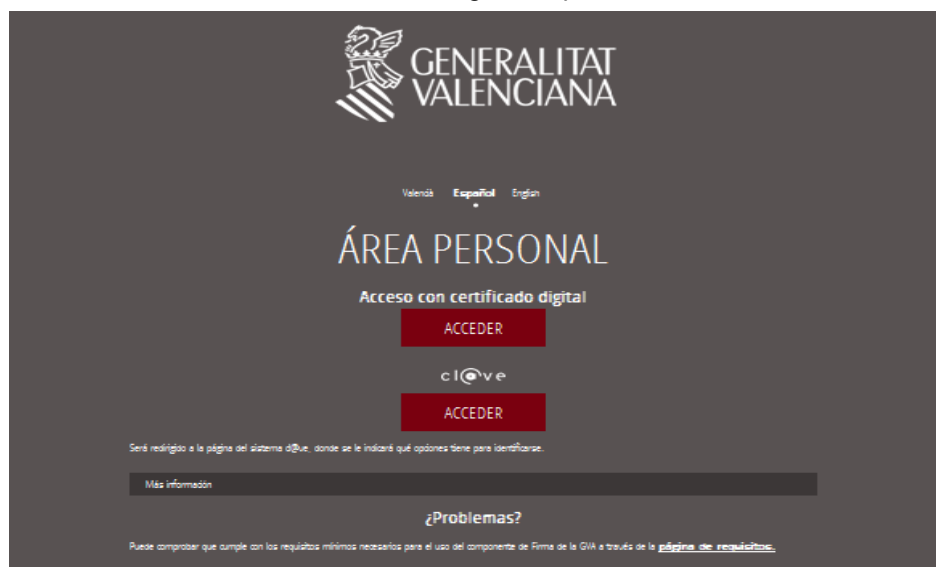 GENERALITAT
VALENCIANA
Valencià Español English
ÁREA PERSONAL
Acceso con certificado digital
ACCEDER
cl@ve
ACCEDER
Será redirigido a la página del sistema cl@ve, donde se le indicará qué opciones tiene para identificarse.
Más información
¿Problemas?
Puede comprobar que cumple con los requisitos mínimos necesarios para el uso del componente de Firma de la GVA a través de la página de requisitos.